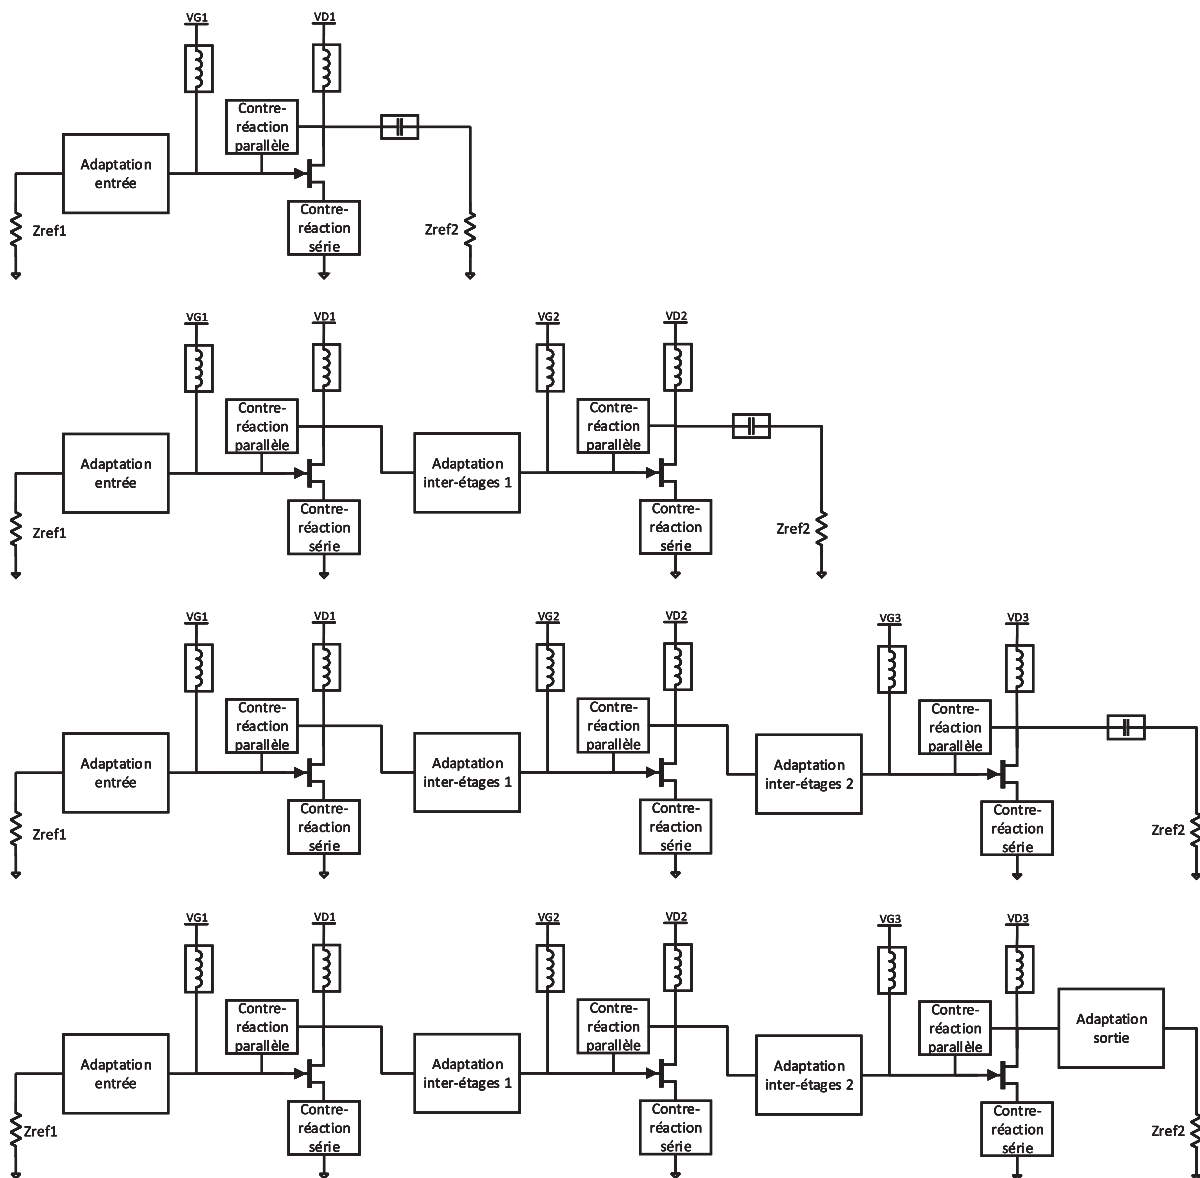 VG1
VD1
Contre-
réaction
parallèle
Adaptation
entrée
Contre-
réaction
série
Zref1
Zref2
VG1
VD1
VG2
VD2
Contre-
réaction
parallèle
Contre-
réaction
parallèle
Adaptation
entrée
Adaptation
inter-étages 1
Contre-
réaction
série
Contre-
réaction
série
Zref1
Zref2
VG1
VD1
VG2
VD2
VG3
VD3
Contre-
réaction
parallèle
Contre-
réaction
parallèle
Contre-
réaction
parallèle
Adaptation
entrée
Adaptation
inter-étages 1
Adaptation
inter-étages 2
Contre-
réaction
série
Contre-
réaction
série
Contre-
réaction
série
Zref1
Zref2
VG1
VD1
VG2
VD2
VG3
VD3
Contre-
réaction
parallèle
Contre-
réaction
parallèle
Contre-
réaction
parallèle
Adaptation
sortie
Adaptation
entrée
Adaptation
inter-étages 1
Adaptation
inter-étages 2
Contre-
réaction
série
Contre-
réaction
série
Contre-
réaction
série
Zref1
Zref2